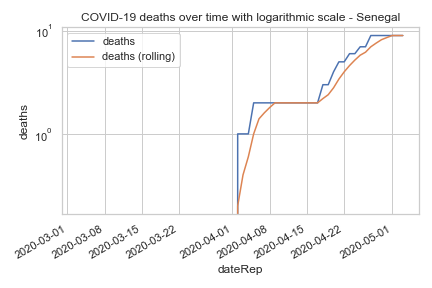 COVID-19 deaths over time with logarithmic scale - Senegal
deaths
deaths (rolling)
10¹
10⁰
deaths
2020-03-01
2020-03-08
2020-03-15
2020-03-22
2020-04-01
2020-04-08
2020-04-15
2020-04-22
2020-05-01
dateRep